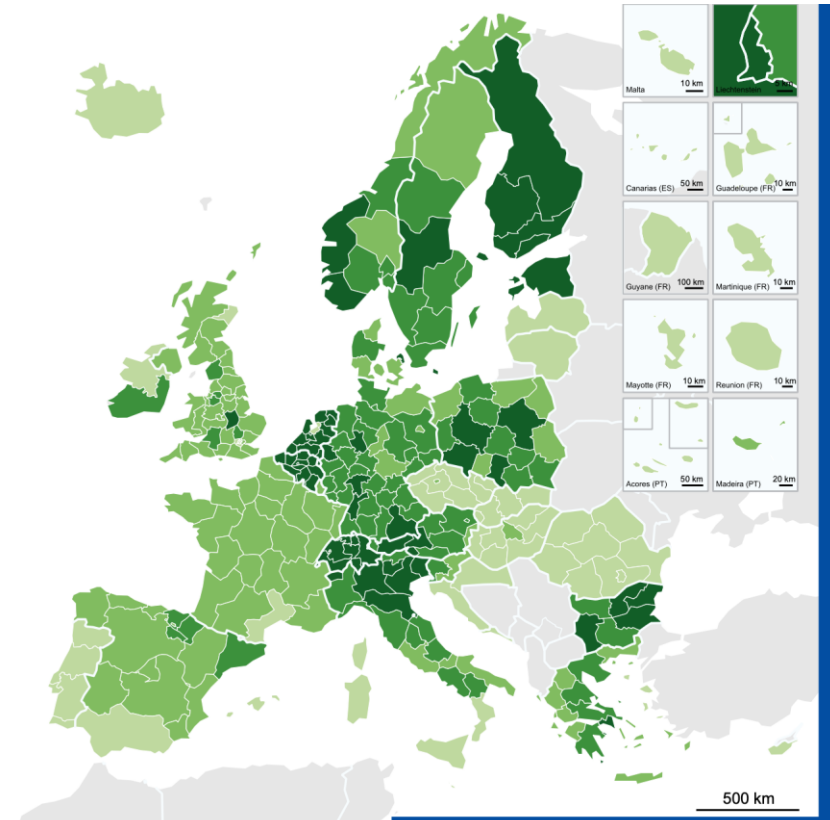 10 km
Malta
5 km
Liechtenstein
50 km
Canarias (ES)
10 km
Guadeloupe (FR)
100 km
Guyane (FR)
10 km
Martinique (FR)
10 km
Mayotte (FR)
10 km
Reunion (FR)
50 km
Acores (PT)
20 km
Madeira (PT)
500 km